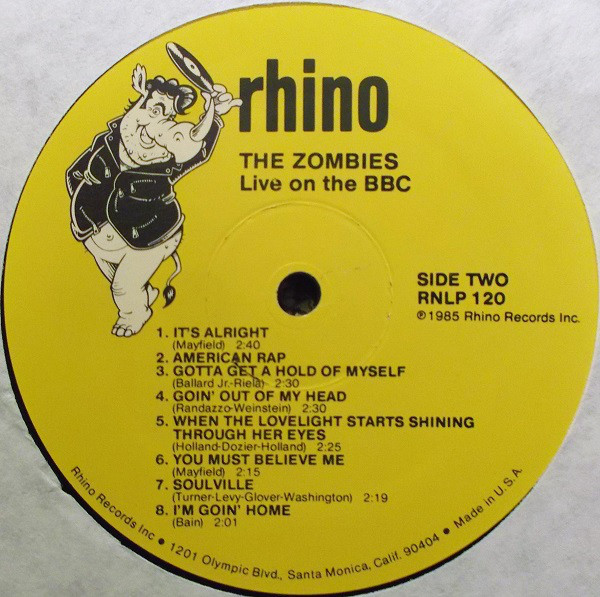 rhino
THE ZOMBIES
Live on the BBC
SIDE TWO
RNLP 120
℗1985 Rhino Records Inc.
1. IT'S ALRIGHT
(Mayfield) 2:40
2. AMERICAN RAP
3. GOTTA GET A HOLD OF MYSELF
(Ballard Jr.-Riela) 2:30
4. GOIN' OUT OF MY HEAD
(Randazzo-Weinstein) 2:30
5. WHEN THE LOVELIGHT STARTS SHINING
THROUGH HER EYES
(Holland-Dozier-Holland) 2:25
6. YOU MUST BELIEVE ME
(Mayfield) 2:15
7. SOULVILLE
(Turner-Levy-Glover-Washington) 2:19
8. I'M GOIN' HOME
(Bain) 2:01
Rhino Records Inc • 1201 Olympic Blvd., Santa Monica, Calif. 90404 • Made in U.S.A.